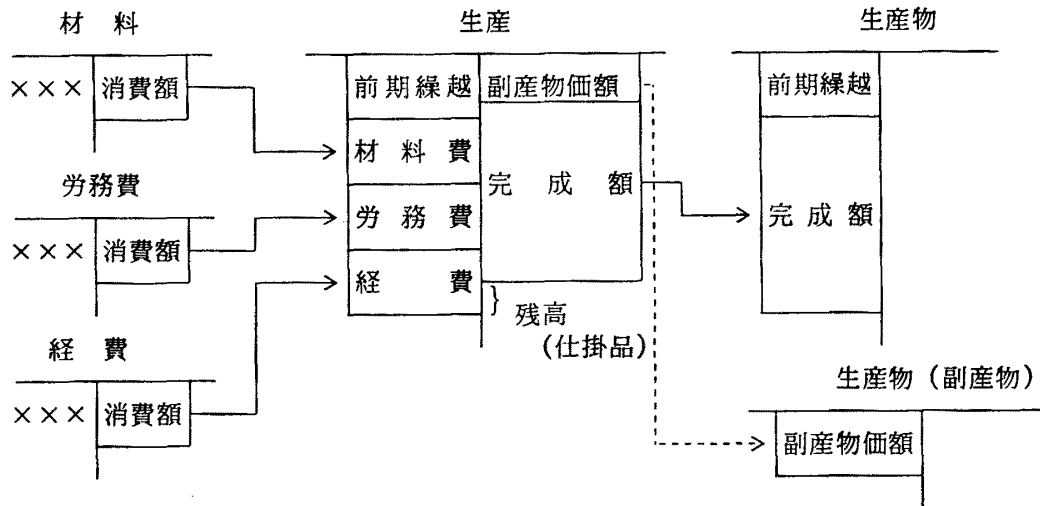 材料
生産
生産物
××× 消費額
前期繰越 副産物価額
前期繰越
材料費
労務費
完成額
××× 消費額
労務費
完成額
経費
残高
(仕掛品)
経費
××× 消費額
生産物(副産物)
副産物価額